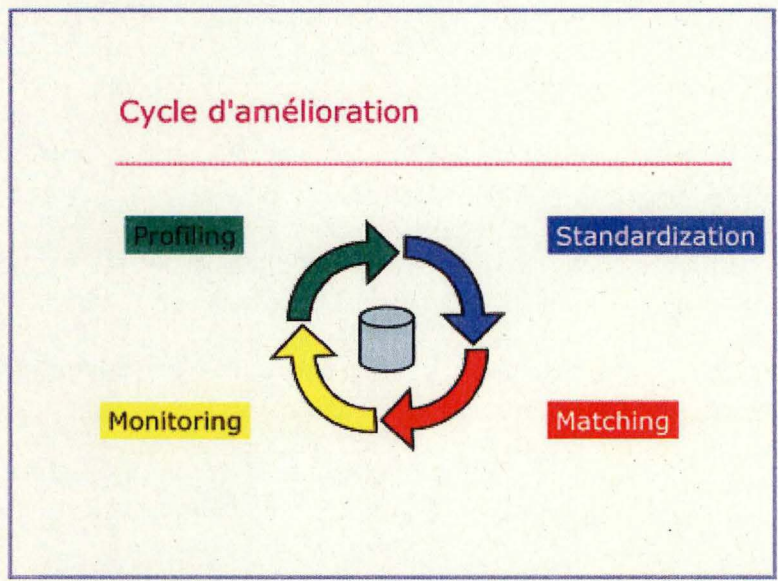 Cycle d'amélioration
Profiling
Standardization
Monitoring
Matching